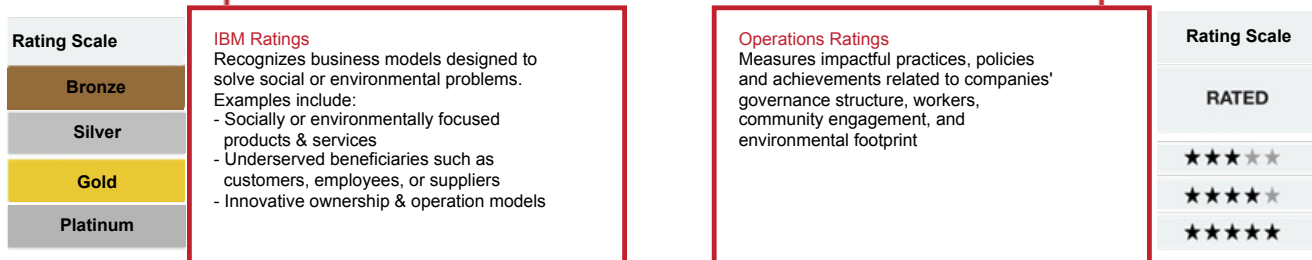 Rating Scale
Bronze
Silver
Gold
Platinum
IBM Ratings
Recognizes business models designed to
solve social or environmental problems.
Examples include:
- Socially or environmentally focused
products & services
- Underserved beneficiaries such as
customers, employees, or suppliers
- Innovative ownership & operation models
Operations Ratings
Measures impactful practices, policies
and achievements related to companies'
governance structure, workers,
community engagement, and
environmental footprint
Rating Scale
RATED
★★★★★
★★★★★
★★★★★